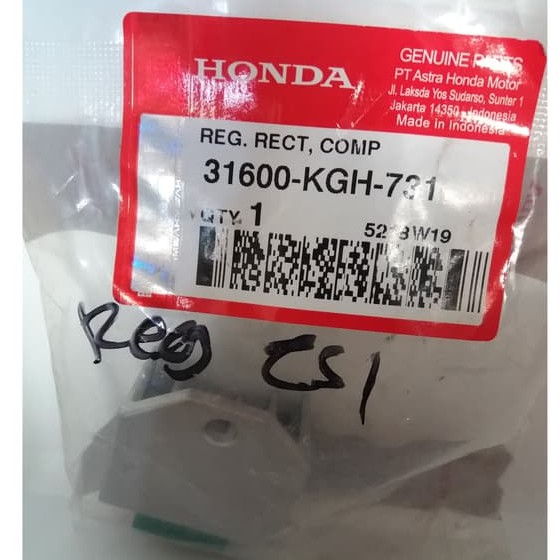 HONDA
GENUINE PARTS
PT Astra Honda Motor
Jl. Laksda Yos Sudarso, Sunter 1
Jakarta 14350 - Indonesia
Made in Indonesia
REG. RECT, COMP
31600-KGH-731
QTY. 1
W19
Reg CS1